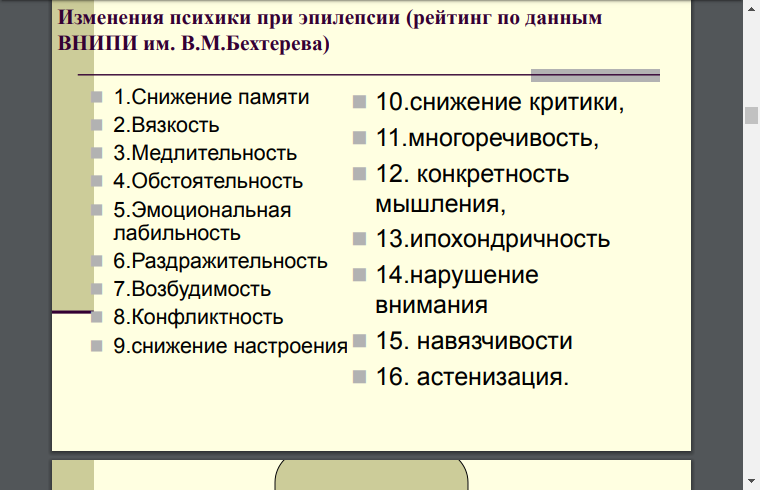 Изменения психики при эпилепсии (рейтинг по данным
ВНИПИ им. В.М.Бехтерева)
1.Снижение памяти
2.Вязкость
3.Медлительность
4.Обстоятельность
5.Эмоциональная
лабильность
6.Раздражительность
7.Возбудимость
8.Конфликтность
9.снижение настроения
10.снижение критики,
11.многоречивость,
12. конкретность
мышления,
13.ипохондричность
14.нарушение
внимания
15. навязчивости
16. астенизация.